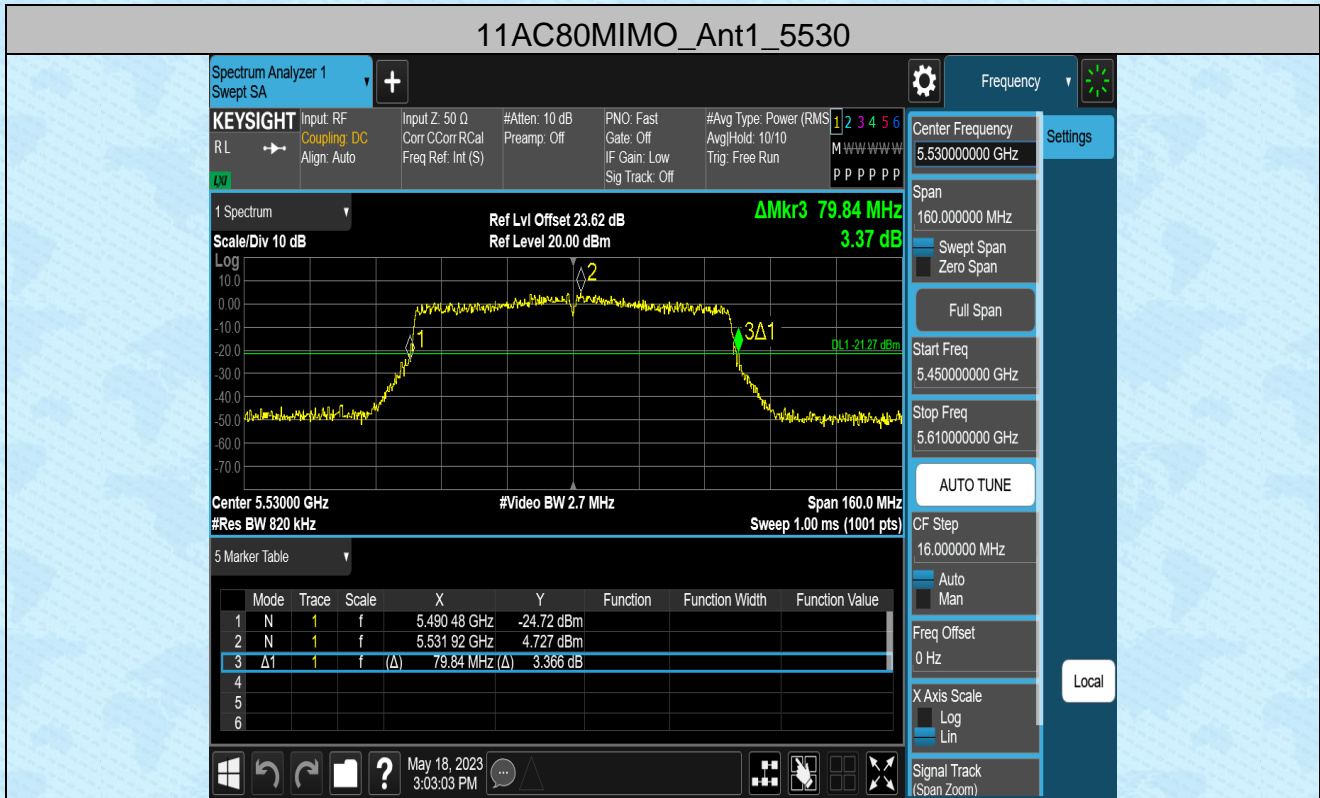 11AC80MIMO_Ant1_5530
Spectrum Analyzer 1
Swept SA
Frequency
KEYSIGHT
RL
LXI
Input: RF
Coupling: DC
Align: Auto
Input Z: 50 Ω
Corr CCorr RCal
Freq Ref: Int (S)
#Atten: 10 dB
Preamp: Off
PNO: Fast
Gate: Off
IF Gain: Low
Sig Track: Off
#Avg Type: Power (RMS
Avg|Hold: 10/10
Trig: Free Run
1 2 3 4 5 6
M W W W W W
P P P P P P
1 Spectrum
Scale/Div 10 dB
Ref Lvl Offset 23.62 dB
Ref Level 20.00 dBm
ΔMkr3 79.84 MHz
3.37 dB
Log
10.0
0.00
-10.0
-20.0
-30.0
-40.0
-50.0
-60.0
-70.0
1
2
3Δ1
DL1 -21.27 dBm
Center 5.53000 GHz
#Video BW 2.7 MHz
Span 160.0 MHz
#Res BW 820 kHz
Sweep 1.00 ms (1001 pts)
5 Marker Table
Mode Trace Scale X Y Function Function Width Function Value
1 N 1 f 5.490 48 GHz -24.72 dBm
2 N 1 f 5.531 92 GHz 4.727 dBm
3 Δ1 1 f (Δ) 79.84 MHz (Δ) 3.366 dB
4
5
6
Center Frequency
5.530000000 GHz
Settings
Span
160.000000 MHz
Swept Span
Zero Span
Full Span
Start Freq
5.450000000 GHz
Stop Freq
5.610000000 GHz
AUTO TUNE
CF Step
16.000000 MHz
Auto
Man
Freq Offset
0 Hz
X Axis Scale
Log
Lin
Local
Signal Track
(Span Zoom)
?
May 18, 2023
3:03:03 PM